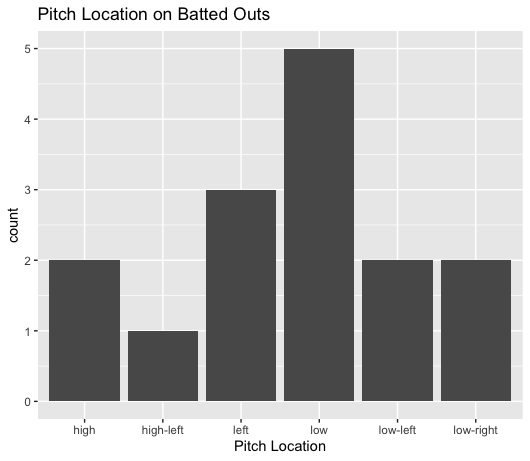 Pitch Location on Batted Outs
5
4
3
2
1
0
count
high high-left left low low-left low-right
Pitch Location